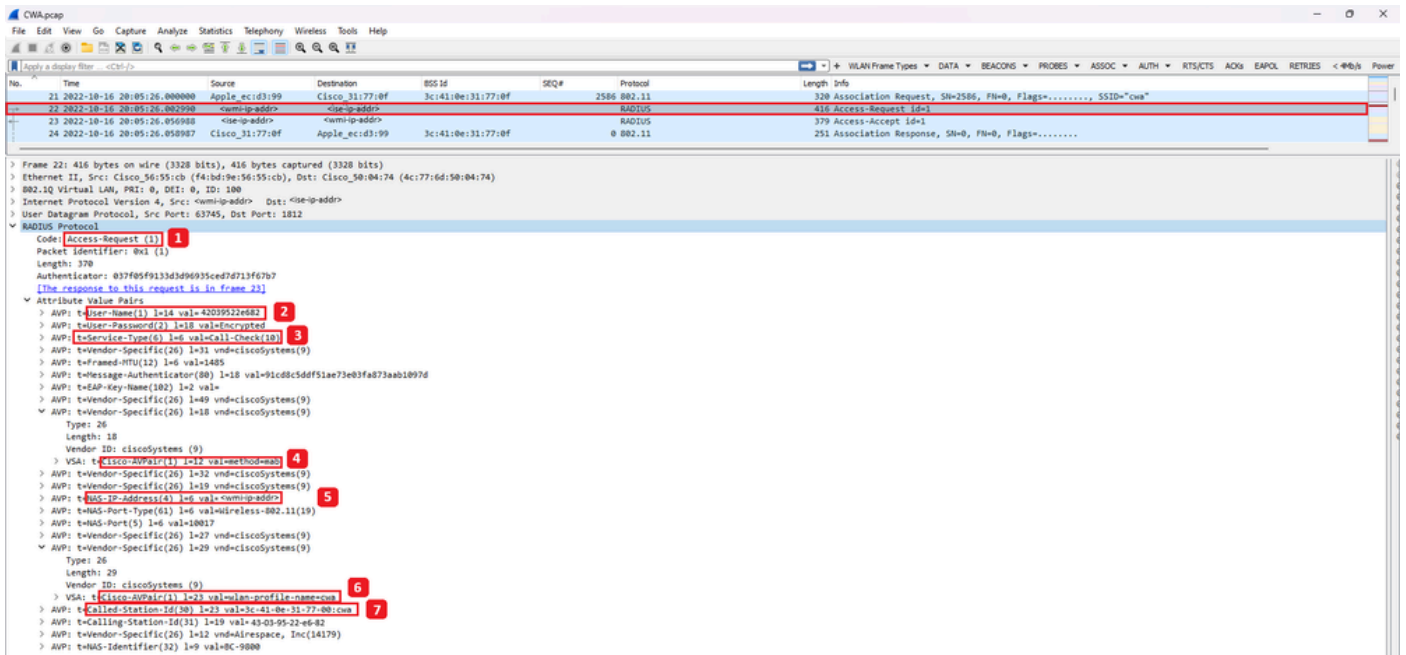 CWA.pcap
File Edit View Go Capture Analyze Statistics Telephony Wireless Tools Help
Apply a display filter ... <Ctrl-/>
+ WLAN Frame Types DATA BEACONS PROBES ASSOC AUTH RTS/CTS ACKs EAPOL RETRIES < 4Mb/s Power
No. Time Source Destination BSS Id SEQ# Protocol Length Info
21 2022-10-16 20:05:26.000000 Apple_ec:d3:99 Cisco_31:77:0f 3c:41:0e:31:77:0f 2586 802.11 320 Association Request, SN=2586, FN=0, Flags=........, SSID="cwa"
22 2022-10-16 20:05:26.002990 <wmi-ip-addr> <ise-ip-addr> RADIUS 416 Access-Request id=1
23 2022-10-16 20:05:26.056988 <ise-ip-addr> <wmi-ip-addr> RADIUS 379 Access-Accept id=1
24 2022-10-16 20:05:26.058987 Cisco_31:77:0f Apple_ec:d3:99 3c:41:0e:31:77:0f 0 802.11 251 Association Response, SN=0, FN=0, Flags=........
> Frame 22: 416 bytes on wire (3328 bits), 416 bytes captured (3328 bits)
> Ethernet II, Src: Cisco_56:55:cb (f4:bd:9e:56:55:cb), Dst: Cisco_50:04:74 (4c:77:6d:50:04:74)
> 802.1Q Virtual LAN, PRI: 0, DEI: 0, ID: 100
> Internet Protocol Version 4, Src: <wmi-ip-addr> Dst: <ise-ip-addr>
> User Datagram Protocol, Src Port: 63745, Dst Port: 1812
RADIUS Protocol
Code: Access-Request (1) 1
Packet identifier: 0x1 (1)
Length: 370
Authenticator: 037f05f9133d3d96935ced7d713f67b7
[The response to this request is in frame 23]
Attribute Value Pairs
> AVP: t=User-Name(1) l=14 val=42039522e682 2
> AVP: t=User-Password(2) l=18 val=Encrypted
> AVP: t=Service-Type(6) l=6 val=Call-Check(10) 3
> AVP: t=Vendor-Specific(26) l=31 vnd=ciscoSystems(9)
> AVP: t=Framed-MTU(12) l=6 val=1485
> AVP: t=Message-Authenticator(80) l=18 val=91cd8c5ddf51ae73e03fa873aab1097d
> AVP: t=EAP-Key-Name(102) l=2 val=
> AVP: t=Vendor-Specific(26) l=49 vnd=ciscoSystems(9)
AVP: t=Vendor-Specific(26) l=18 vnd=ciscoSystems(9)
Type: 26
Length: 18
Vendor ID: ciscoSystems (9)
> VSA: t=Cisco-AVPair(1) l=12 val=method=mab 4
> AVP: t=Vendor-Specific(26) l=32 vnd=ciscoSystems(9)
> AVP: t=Vendor-Specific(26) l=19 vnd=ciscoSystems(9)
> AVP: t=NAS-IP-Address(4) l=6 val=<wmi-ip-addr> 5
> AVP: t=NAS-Port-Type(61) l=6 val=Wireless-802.11(19)
> AVP: t=NAS-Port(5) l=6 val=10017
> AVP: t=Vendor-Specific(26) l=27 vnd=ciscoSystems(9)
AVP: t=Vendor-Specific(26) l=29 vnd=ciscoSystems(9)
Type: 26
Length: 29
Vendor ID: ciscoSystems (9)
> VSA: t=Cisco-AVPair(1) l=23 val=wlan-profile-name=cwa 6
> AVP: t=Called-Station-Id(30) l=23 val=3c-41-0e-31-77-00:cwa 7
> AVP: t=Calling-Station-Id(31) l=19 val=43-03-95-22-e6-82
> AVP: t=Vendor-Specific(26) l=12 vnd=Airespace, Inc(14179)
> AVP: t=NAS-Identifier(32) l=9 val=BC-9800